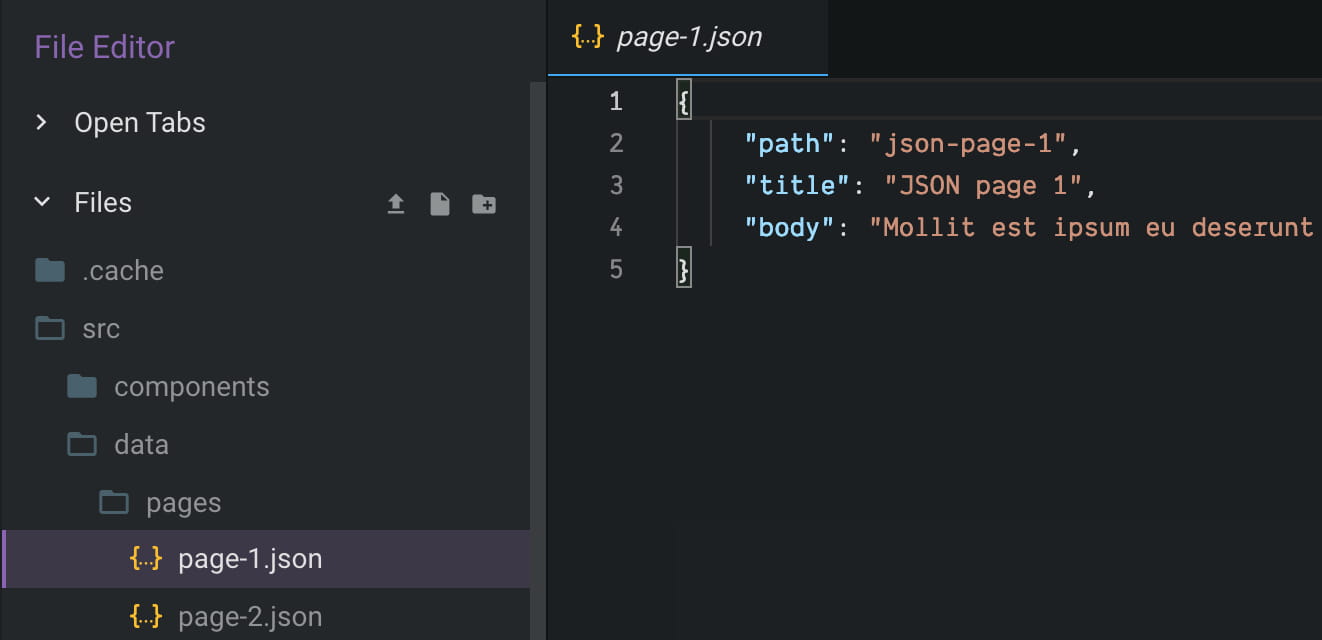 File Editor
Open Tabs
Files
.cache
src
components
data
pages
{...} page-1.json
{...} page-2.json
{...} page-1.json
1 {
2 "path": "json-page-1",
3 "title": "JSON page 1",
4 "body": "Mollit est ipsum eu deserunt
5 }